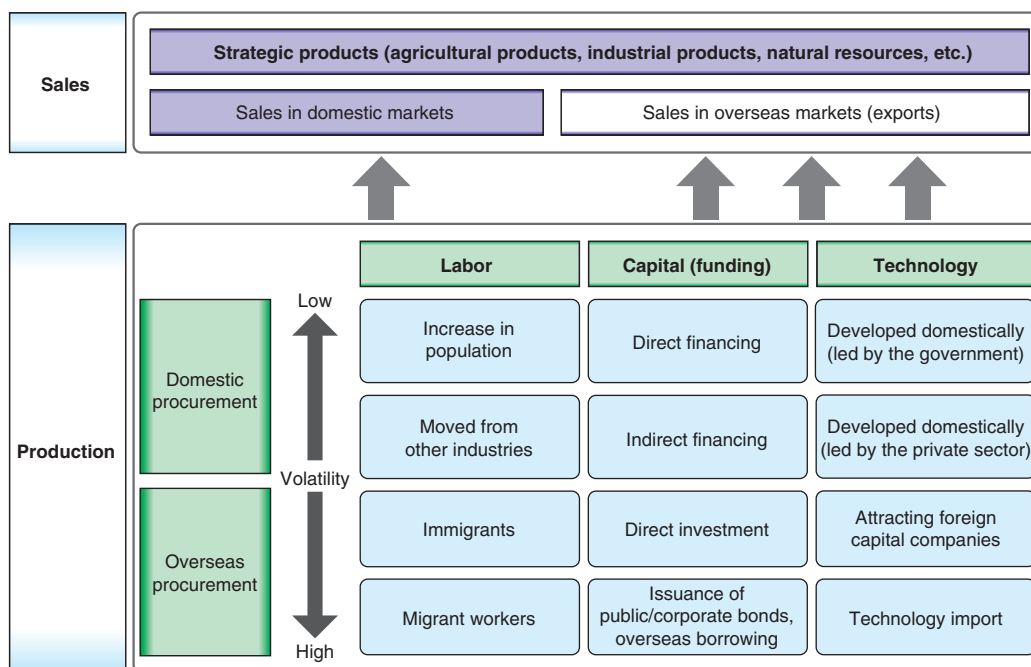 Sales
Strategic products (agricultural products, industrial products, natural resources, etc.)
Sales in domestic markets
Sales in overseas markets (exports)
Production
Labor
Capital (funding)
Technology
Domestic
procurement
Overseas
procurement
Low
Volatility
High
Increase in
population
Direct financing
Developed domestically
(led by the government)
Moved from
other industries
Indirect financing
Developed domestically
(led by the private sector)
Immigrants
Direct investment
Attracting foreign
capital companies
Migrant workers
Issuance of
public/corporate bonds,
overseas borrowing
Technology import